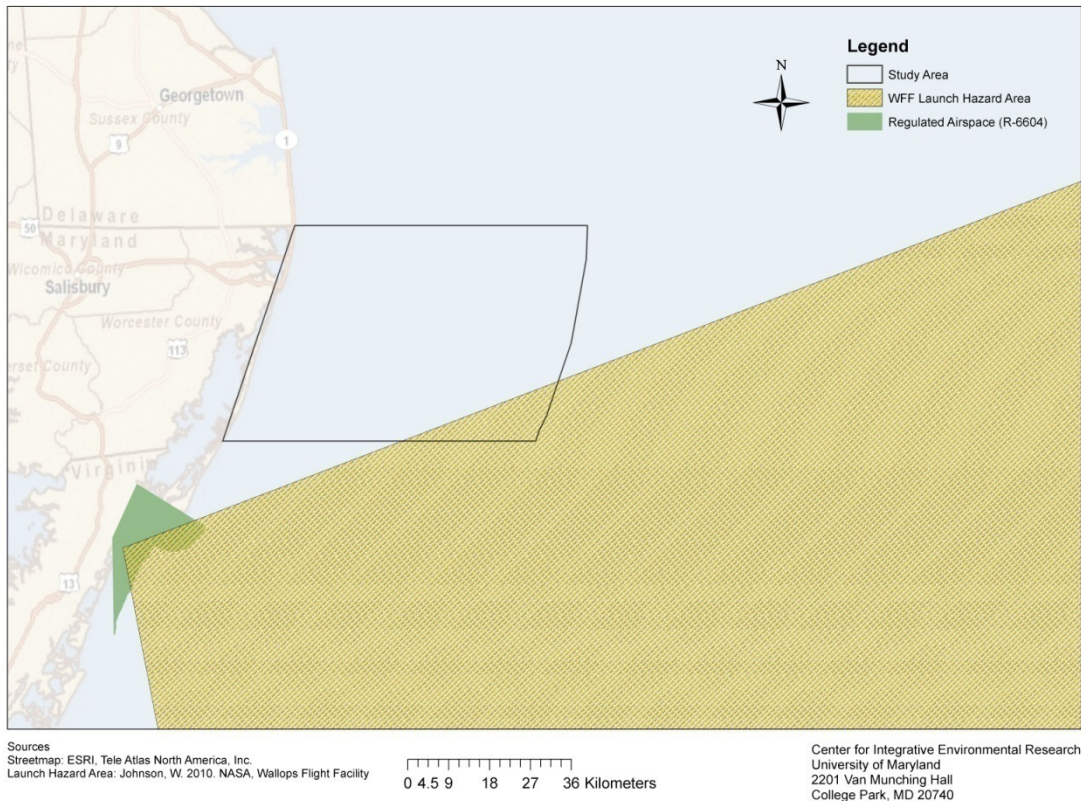 Georgetown
Sussex County
9
1
Legend
Study Area
WFF Launch Hazard Area
Regulated Airspace (R-6604)
N
50
Delaware
Maryland
Wicomico County
Salisbury
Worcester County
113
erset County
Virginia
13
Sources
Streetmap: ESRI, Tele Atlas North America, Inc.
Launch Hazard Area: Johnson, W. 2010. NASA, Wallops Flight Facility
0 4.5 9 18 27 36 Kilometers
Center for Integrative Environmental Research
University of Maryland
2201 Van Munching Hall
College Park, MD 20740